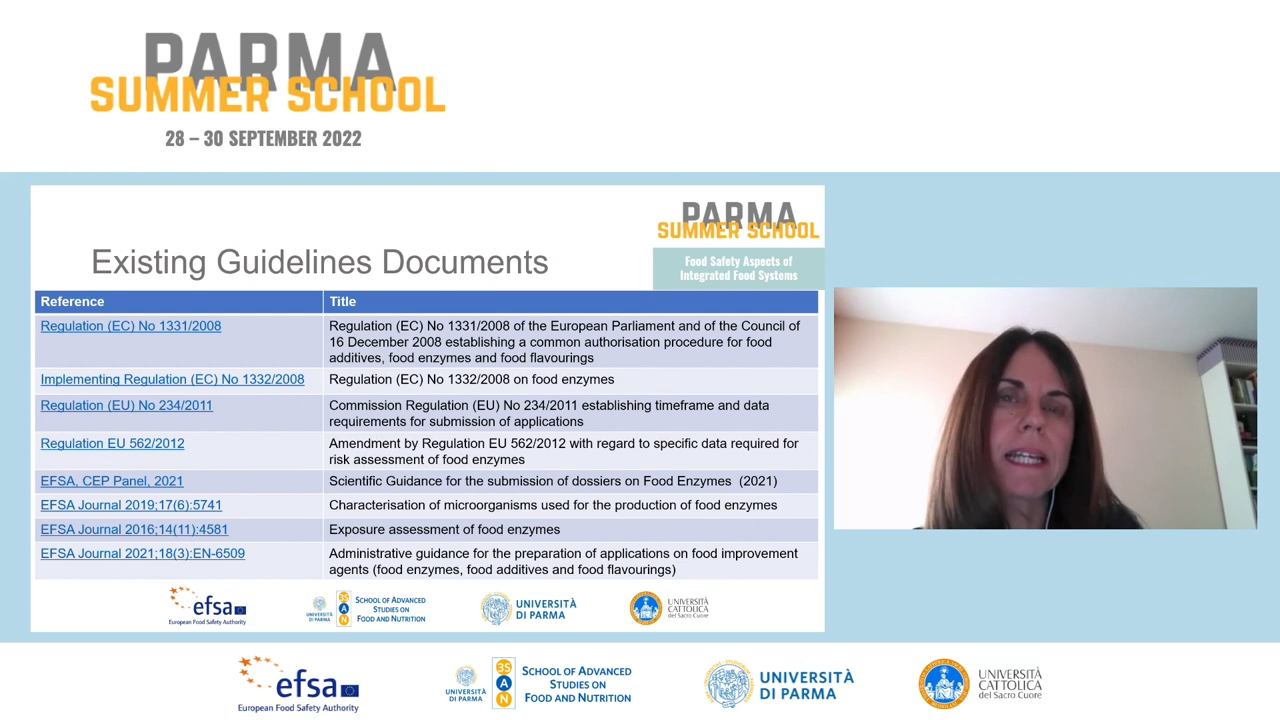 PARMA
SUMMER SCHOOL
28 – 30 SEPTEMBER 2022
PARMA
SUMMER SCHOOL
Food Safety Aspects of
Integrated Food Systems
Existing Guidelines Documents
Reference Title
Regulation (EC) No 1331/2008 Regulation (EC) No 1331/2008 of the European Parliament and of the Council of
16 December 2008 establishing a common authorisation procedure for food
additives, food enzymes and food flavourings
Implementing Regulation (EC) No 1332/2008 Regulation (EC) No 1332/2008 on food enzymes
Regulation (EU) No 234/2011 Commission Regulation (EU) No 234/2011 establishing timeframe and data
requirements for submission of applications
Regulation EU 562/2012 Amendment by Regulation EU 562/2012 with regard to specific data required for
risk assessment of food enzymes
EFSA, CEP Panel, 2021 Scientific Guidance for the submission of dossiers on Food Enzymes (2021)
EFSA Journal 2019;17(6):5741 Characterisation of microorganisms used for the production of food enzymes
EFSA Journal 2016;14(11):4581 Exposure assessment of food enzymes
EFSA Journal 2021;18(3):EN-6509 Administrative guidance for the preparation of applications on food improvement
agents (food enzymes, food additives and food flavourings)
efsa
European Food Safety Authority
UNIVERSITÀ
DI PARMA
3S
A
N
SCHOOL OF ADVANCED
STUDIES ON
FOOD AND NUTRITION
UNIVERSITÀ
DI PARMA
UNIVERSITÀ
CATTOLICA
del Sacro Cuore
efsa
European Food Safety Authority
UNIVERSITÀ
DI PARMA
3S
A
N
SCHOOL OF ADVANCED
STUDIES ON
FOOD AND NUTRITION
UNIVERSITÀ
DI PARMA
UNIVERSITÀ
CATTOLICA
del Sacro Cuore